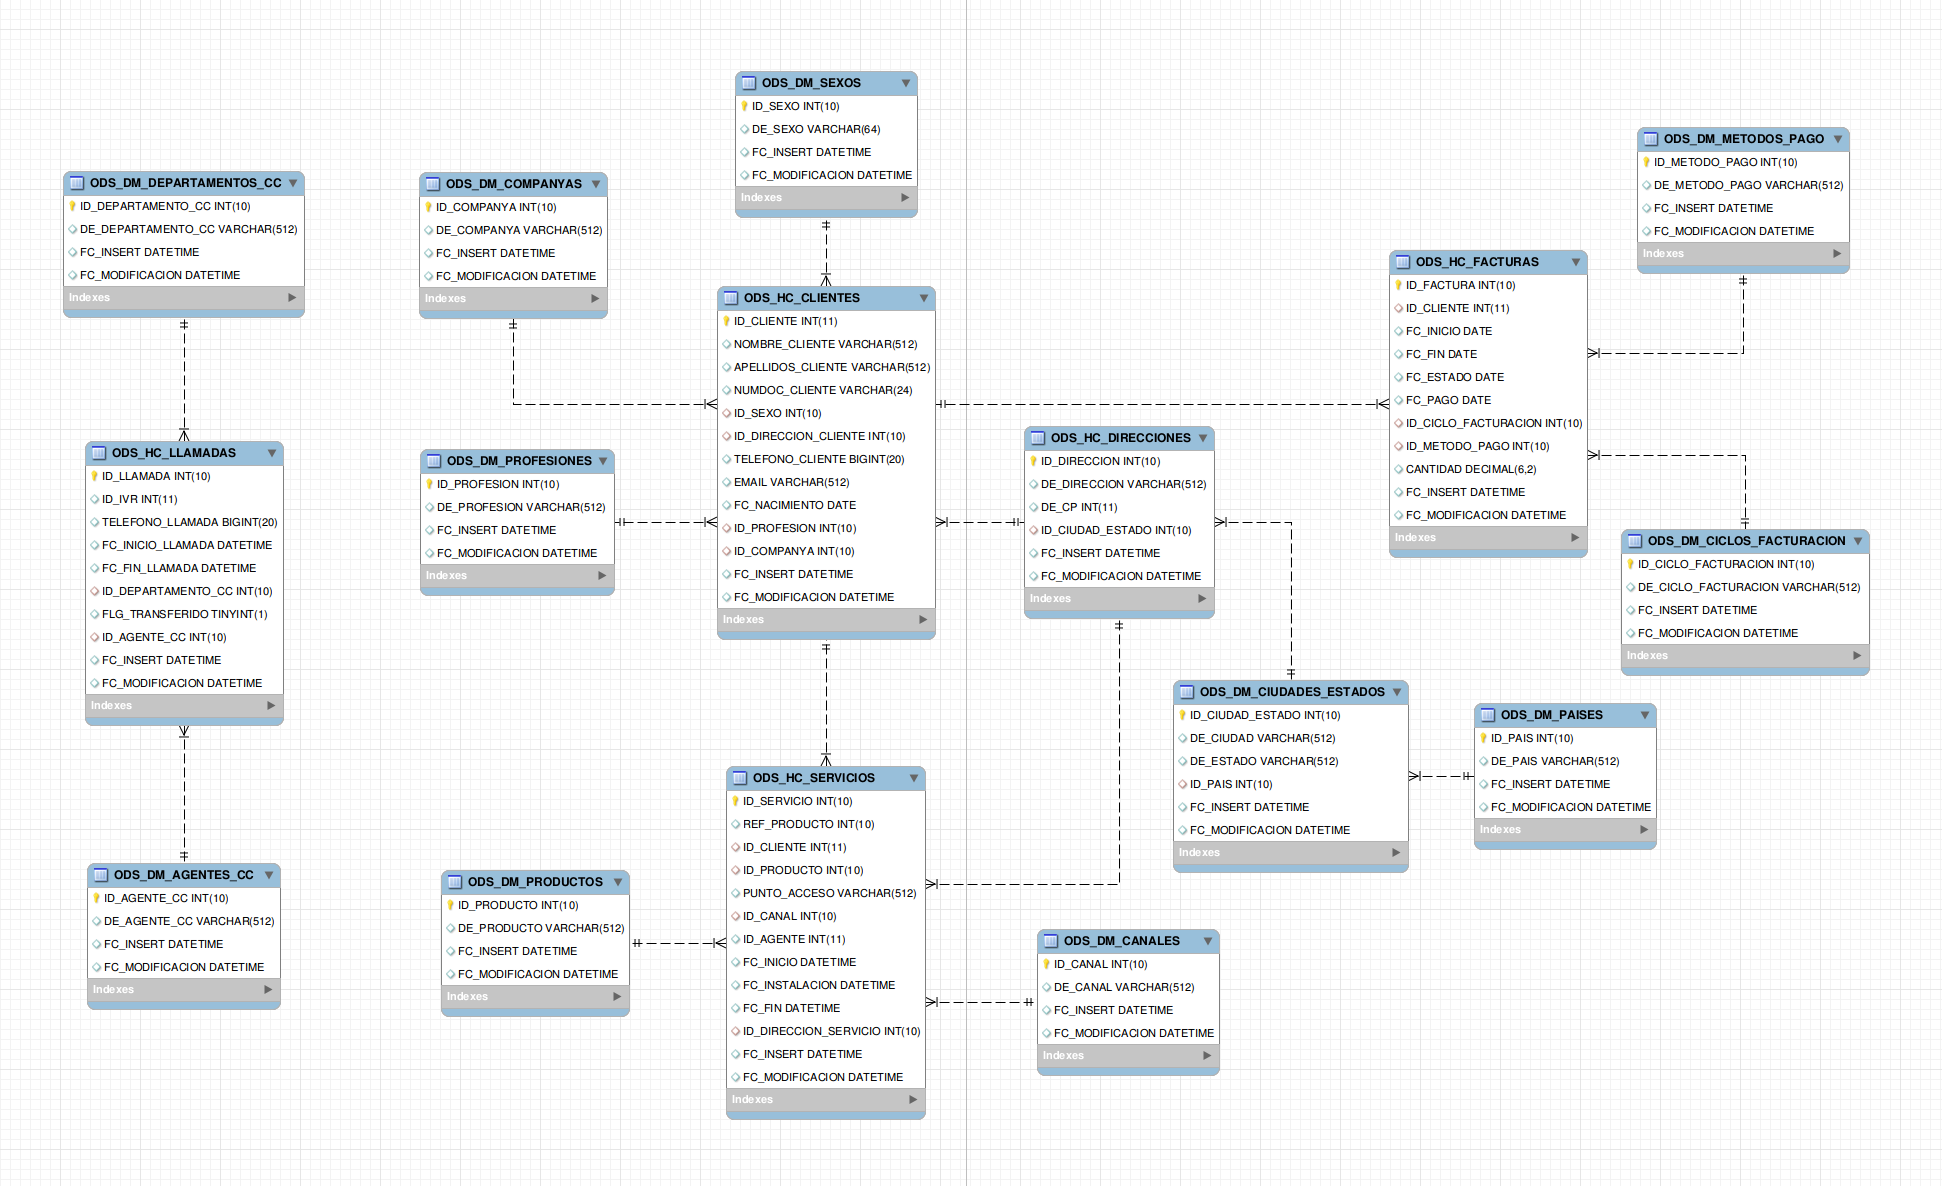 ODS_DM_SEXOS
ID_SEXO INT(10)
DE_SEXO VARCHAR(64)
FC_INSERT DATETIME
FC_MODIFICACION DATETIME
Indexes
ODS_DM_METODOS_PAGO
ID_METODO_PAGO INT(10)
DE_METODO_PAGO VARCHAR(512)
FC_INSERT DATETIME
FC_MODIFICACION DATETIME
Indexes
ODS_DM_DEPARTAMENTOS_CC
ID_DEPARTAMENTO_CC INT(10)
DE_DEPARTAMENTO_CC VARCHAR(512)
FC_INSERT DATETIME
FC_MODIFICACION DATETIME
Indexes
ODS_DM_COMPANYAS
ID_COMPANYA INT(10)
DE_COMPANYA VARCHAR(512)
FC_INSERT DATETIME
FC_MODIFICACION DATETIME
Indexes
ODS_HC_FACTURAS
ID_FACTURA INT(10)
ID_CLIENTE INT(11)
FC_INICIO DATE
FC_FIN DATE
FC_ESTADO DATE
FC_PAGO DATE
ID_CICLO_FACTURACION INT(10)
ID_METODO_PAGO INT(10)
CANTIDAD DECIMAL(6,2)
FC_INSERT DATETIME
FC_MODIFICACION DATETIME
Indexes
ODS_HC_CLIENTES
ID_CLIENTE INT(11)
NOMBRE_CLIENTE VARCHAR(512)
APELLIDOS_CLIENTE VARCHAR(512)
NUMDOC_CLIENTE VARCHAR(24)
ID_SEXO INT(10)
ID_DIRECCION_CLIENTE INT(10)
TELEFONO_CLIENTE BIGINT(20)
EMAIL VARCHAR(512)
FC_NACIMIENTO DATE
ID_PROFESION INT(10)
ID_COMPANYA INT(10)
FC_INSERT DATETIME
FC_MODIFICACION DATETIME
Indexes
ODS_HC_DIRECCIONES
ID_DIRECCION INT(10)
DE_DIRECCION VARCHAR(512)
DE_CP INT(11)
ID_CIUDAD_ESTADO INT(10)
FC_INSERT DATETIME
FC_MODIFICACION DATETIME
Indexes
ODS_HC_LLAMADAS
ID_LLAMADA INT(10)
ID_IVR INT(11)
TELEFONO_LLAMADA BIGINT(20)
FC_INICIO_LLAMADA DATETIME
FC_FIN_LLAMADA DATETIME
ID_DEPARTAMENTO_CC INT(10)
FLG_TRANSFERIDO TINYINT(1)
ID_AGENTE_CC INT(10)
FC_INSERT DATETIME
FC_MODIFICACION DATETIME
Indexes
ODS_DM_PROFESIONES
ID_PROFESION INT(10)
DE_PROFESION VARCHAR(512)
FC_INSERT DATETIME
FC_MODIFICACION DATETIME
Indexes
ODS_DM_CICLOS_FACTURACION
ID_CICLO_FACTURACION INT(10)
DE_CICLO_FACTURACION VARCHAR(512)
FC_INSERT DATETIME
FC_MODIFICACION DATETIME
Indexes
ODS_DM_CIUDADES_ESTADOS
ID_CIUDAD_ESTADO INT(10)
DE_CIUDAD VARCHAR(512)
DE_ESTADO VARCHAR(512)
ID_PAIS INT(10)
FC_INSERT DATETIME
FC_MODIFICACION DATETIME
Indexes
ODS_DM_PAISES
ID_PAIS INT(10)
DE_PAIS VARCHAR(512)
FC_INSERT DATETIME
FC_MODIFICACION DATETIME
Indexes
ODS_HC_SERVICIOS
ID_SERVICIO INT(10)
REF_PRODUCTO INT(10)
ID_CLIENTE INT(11)
ID_PRODUCTO INT(10)
PUNTO_ACCESO VARCHAR(512)
ID_CANAL INT(10)
ID_AGENTE INT(11)
FC_INICIO DATETIME
FC_INSTALACION DATETIME
FC_FIN DATETIME
ID_DIRECCION_SERVICIO INT(10)
FC_INSERT DATETIME
FC_MODIFICACION DATETIME
Indexes
ODS_DM_AGENTES_CC
ID_AGENTE_CC INT(10)
DE_AGENTE_CC VARCHAR(512)
FC_INSERT DATETIME
FC_MODIFICACION DATETIME
Indexes
ODS_DM_PRODUCTOS
ID_PRODUCTO INT(10)
DE_PRODUCTO VARCHAR(512)
FC_INSERT DATETIME
FC_MODIFICACION DATETIME
Indexes
ODS_DM_CANALES
ID_CANAL INT(10)
DE_CANAL VARCHAR(512)
FC_INSERT DATETIME
FC_MODIFICACION DATETIME
Indexes